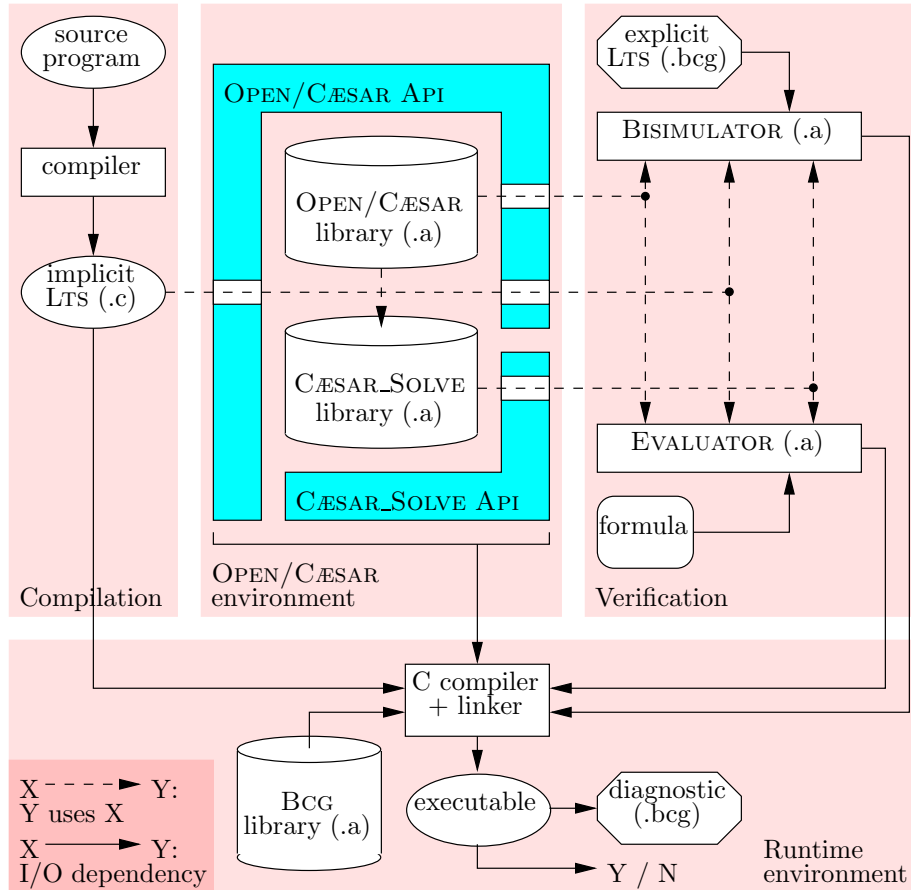 source
program
compiler
implicit
LTS (.c)
Compilation
OPEN/CÆSAR API
OPEN/CÆSAR
library (.a)
CÆSAR_SOLVE
library (.a)
CÆSAR_SOLVE API
OPEN/CÆSAR
environment
explicit
LTS (.bcg)
BISIMULATOR (.a)
EVALUATOR (.a)
formula
Verification
C compiler
+ linker
BCG
library (.a)
executable
diagnostic
(.bcg)
Y / N
Runtime
environment
X Y:
Y uses X
X Y:
I/O dependency